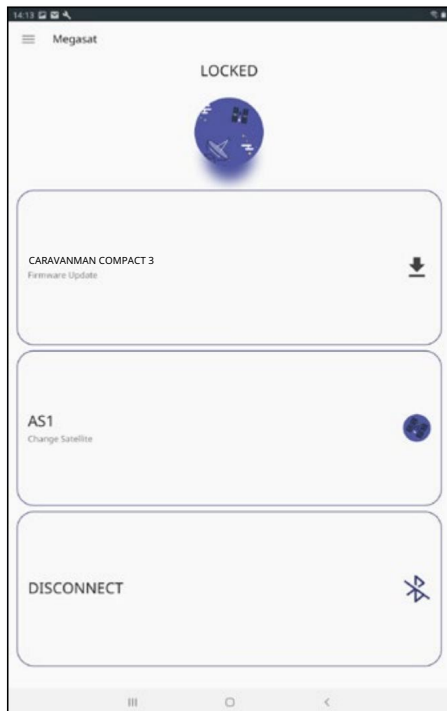 14:13
Megasat
LOCKED
CARAVANMAN COMPACT 3
Firmware Update
AS1
Change Satellite
DISCONNECT